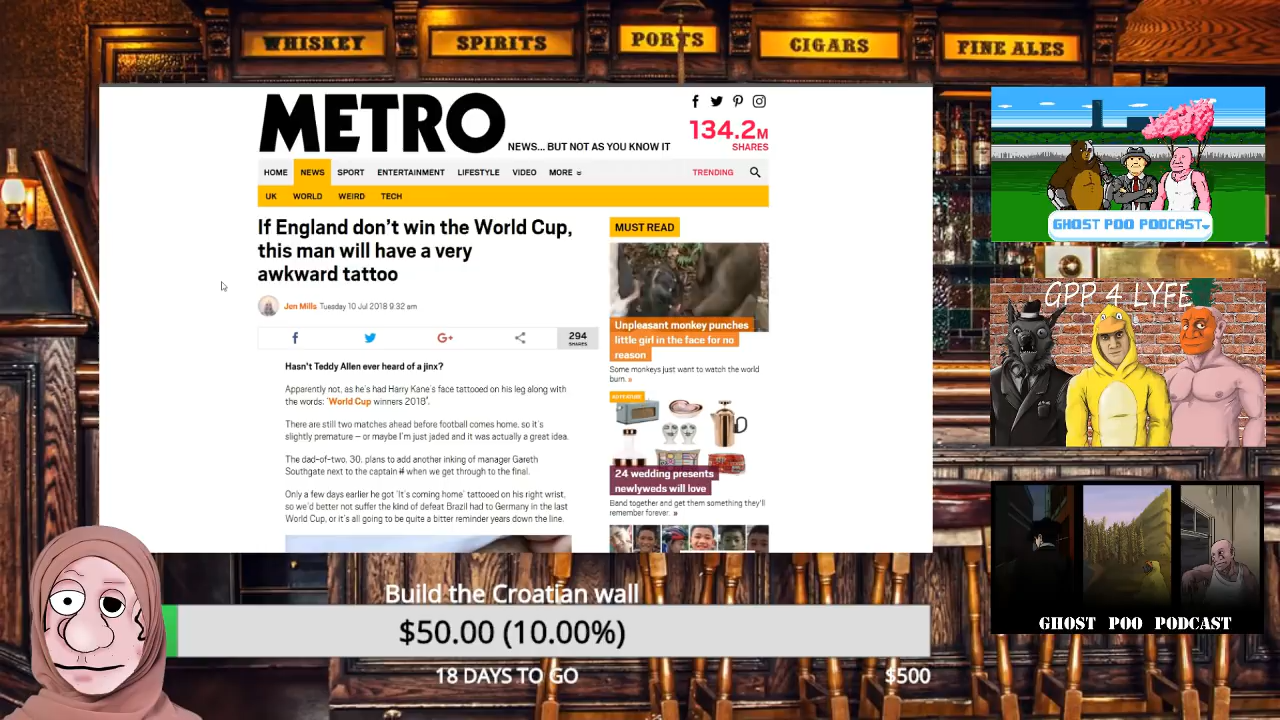 WHISKEY
SPIRITS
PORTS
CIGARS
FINE ALES
METRO
NEWS... BUT NOT AS YOU KNOW IT
134.2M
SHARES
HOME NEWS SPORT ENTERTAINMENT LIFESTYLE VIDEO MORE
TRENDING
UK WORLD WEIRD TECH
If England don't win the World Cup,
this man will have a very
awkward tattoo
Jen Mills Tuesday 10 Jul 2018 9:32 am
294
SHARES
Hasn't Teddy Allen ever heard of a jinx?
Apparently not, as he's had Harry Kane's face tattooed on his leg along with
the words: 'World Cup winners 2018'.
There are still two matches ahead before football comes home, so it's
slightly premature – or maybe I'm just jaded and it was actually a great idea.
The dad-of-two, 30, plans to add another inking of manager Gareth
Southgate next to the captain if when we get through to the final.
Only a few days earlier he got 'It's coming home' tattooed on his right wrist,
so we'd better not suffer the kind of defeat Brazil had to Germany in the last
World Cup, or it's all going to be quite a bitter reminder years down the line.
MUST READ
Unpleasant monkey punches
little girl in the face for no
reason
Some monkeys just want to watch the world
burn. »
AD FEATURE
24 wedding presents
newlyweds will love
Band together and get them something they'll
remember forever. »
GHOST POO PODCAST
GPP 4 LYFE
GHOST POO PODCAST
Build the Croatian wall
$50.00 (10.00%)
18 DAYS TO GO
$500